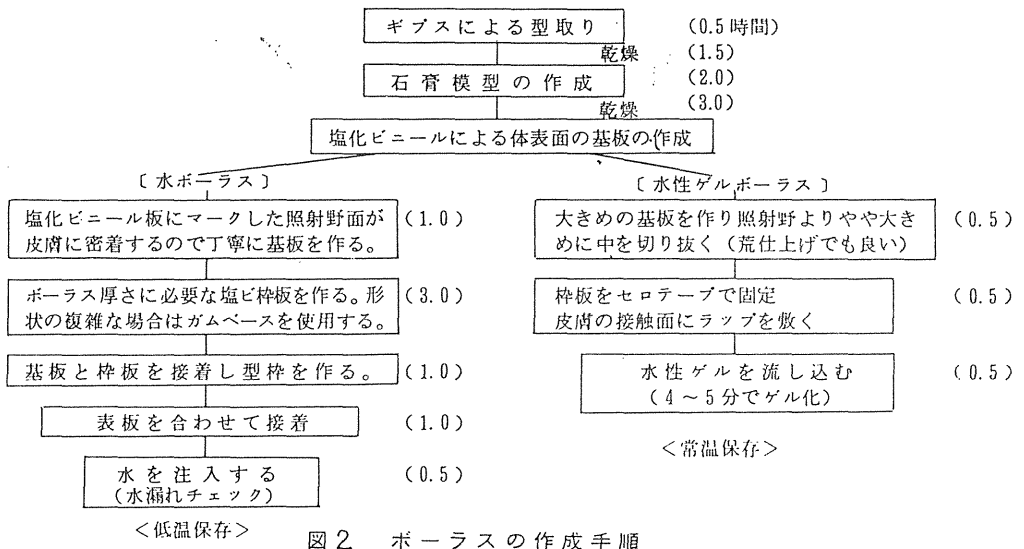 ギプスによる型取り (0.5時間)
乾燥 (1.5)
石膏模型の作成 (2.0)
乾燥 (3.0)
塩化ビニールによる体表面の基板の作成
〔水ボーラス〕
塩化ビニール板にマークした照射野面が
皮膚に密着するので丁寧に基板を作る。
(1.0)
ボーラス厚さに必要な塩ビ枠板を作る。形
状の複雑な場合はガムベースを使用する。
(3.0)
基板と枠板を接着し型枠を作る。 (1.0)
表板を合わせて接着 (1.0)
水を注入する (0.5)
(水漏れチェック)
<低温保存>
〔水性ゲルボーラス〕
大きめの基板を作り照射野よりやや大き
めに中を切り抜く(荒仕上げでも良い)
(0.5)
枠板をセロテープで固定 (0.5)
皮膚の接触面にラップを敷く
水性ゲルを流し込む (0.5)
(4～5分でゲル化)
<常温保存>
図2 ボーラスの作成手順